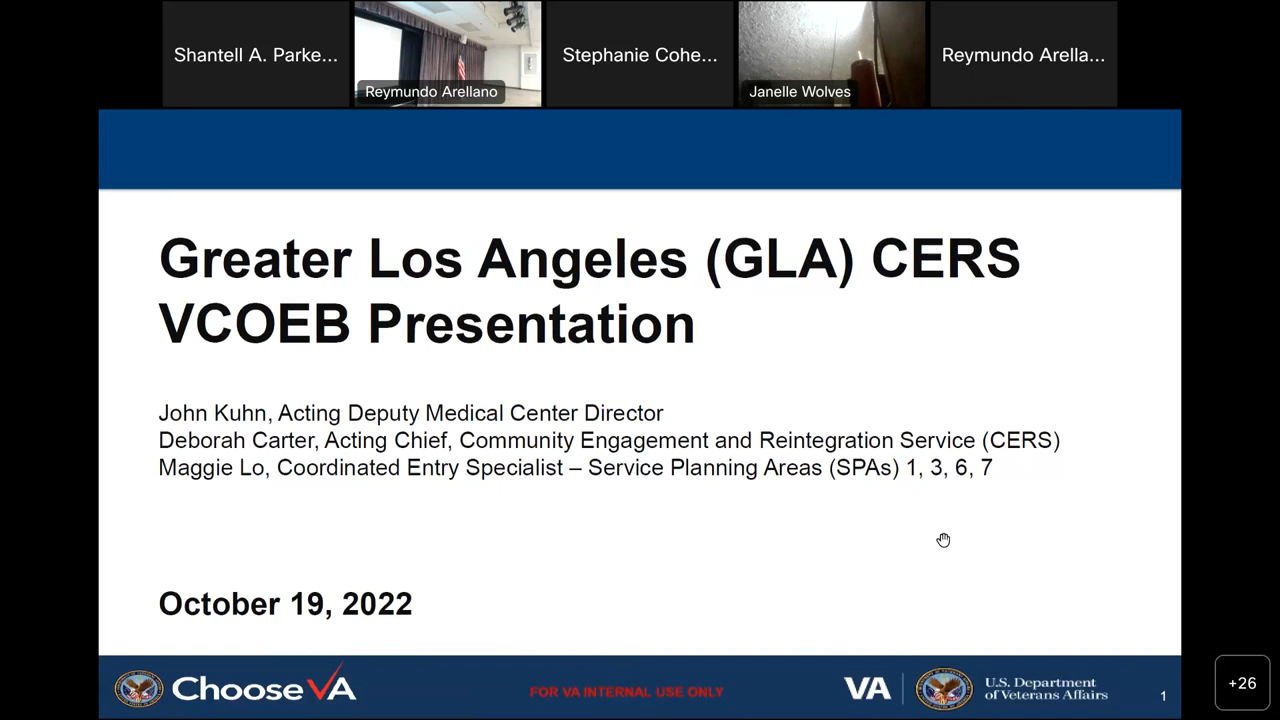 Shantell A. Parke...
Reymundo Arellano
Stephanie Cohe...
Janelle Wolves
Reymundo Arella...
Greater Los Angeles (GLA) CERS
VCOEB Presentation
John Kuhn, Acting Deputy Medical Center Director
Deborah Carter, Acting Chief, Community Engagement and Reintegration Service (CERS)
Maggie Lo, Coordinated Entry Specialist – Service Planning Areas (SPAs) 1, 3, 6, 7
October 19, 2022
ChooseVA
FOR VA INTERNAL USE ONLY
VA
U.S. Department
of Veterans Affairs
1
+26